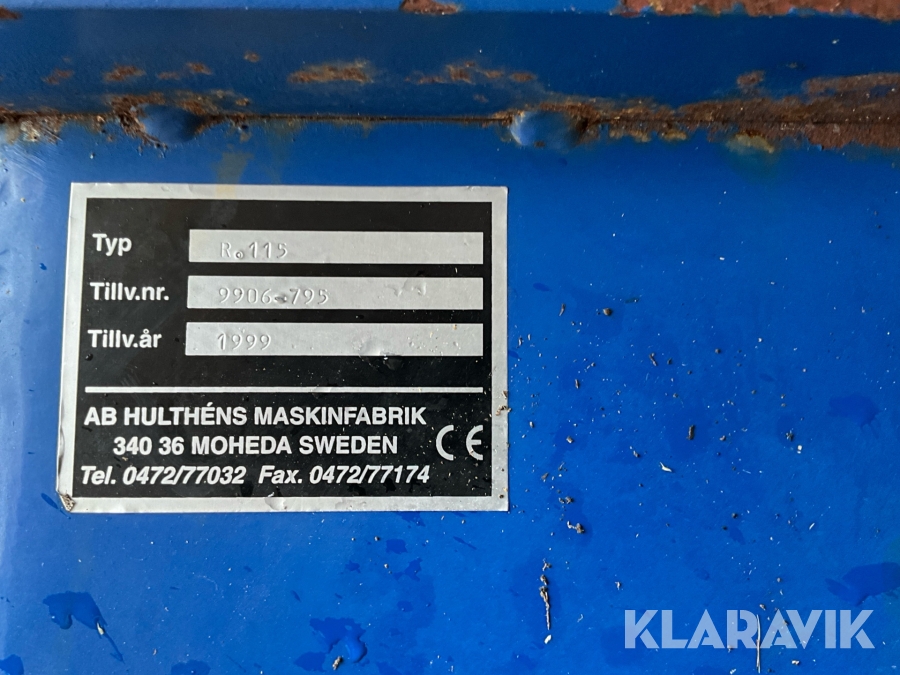 Typ R.115
Tillv.nr. 9906-795
Tillv.år 1999
AB HULTHÉNS MASKINFABRIK
340 36 MOHEDA SWEDEN
CE
Tel. 0472/77032 Fax. 0472/77174
KLARAVIK